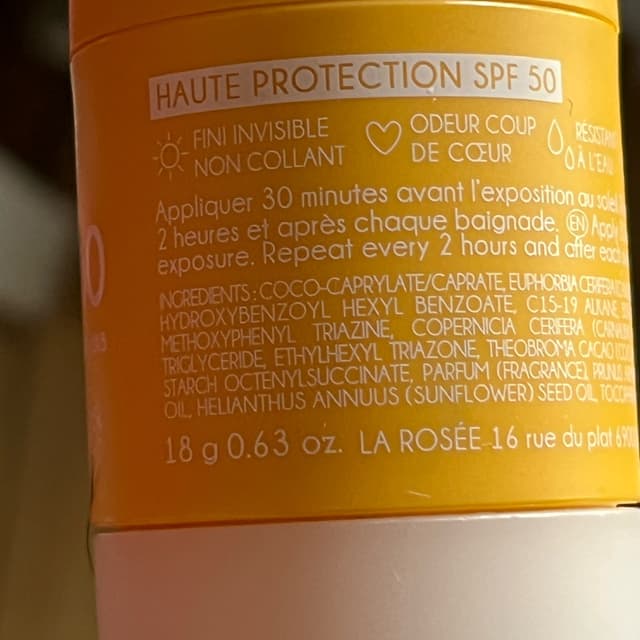 HAUTE PROTECTION SPF 50
FINI INVISIBLE
NON COLLANT
ODEUR COUP
DE CŒUR
RÉSISTANT
À L'EAU
Appliquer 30 minutes avant l'exposition au soleil
2 heures et après chaque baignade. EN Apply
exposure. Repeat every 2 hours and after each
INGREDIENTS : COCO-CAPRYLATE/CAPRATE, EUPHORBIA CERIFERA
HYDROXYBENZOYL HEXYL BENZOATE, C15-19 ALKANE,
METHOXYPHENYL TRIAZINE, COPERNICIA CERIFERA
TRIGLYCERIDE, ETHYLHEXYL TRIAZONE, THEOBROMA CACAO
STARCH OCTENYLSUCCINATE, PARFUM (FRAGRANCE), PRUNUS
OIL, HELIANTHUS ANNUUS (SUNFLOWER) SEED OIL,
18 g 0.63 oz. LA ROSÉE 16 rue du plat